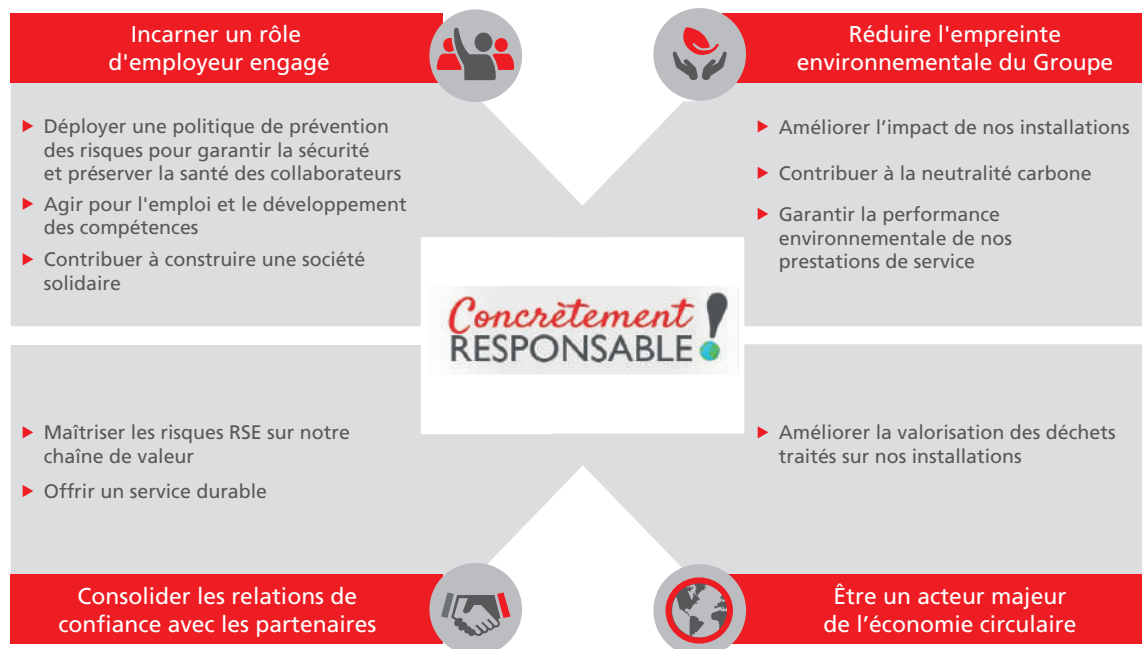 Incarner un rôle
d'employeur engagé
Déployer une politique de prévention
des risques pour garantir la sécurité
et préserver la santé des collaborateurs
Agir pour l'emploi et le développement
des compétences
Contribuer à construire une société
solidaire
Réduire l'empreinte
environnementale du Groupe
Améliorer l’impact de nos installations
Contribuer à la neutralité carbone
Garantir la performance
environnementale de nos
prestations de service
Concrètement
RESPONSABLE !
Maîtriser les risques RSE sur notre
chaîne de valeur
Offrir un service durable
Consolider les relations de
confiance avec les partenaires
Améliorer la valorisation des déchets
traités sur nos installations
Être un acteur majeur
de l’économie circulaire